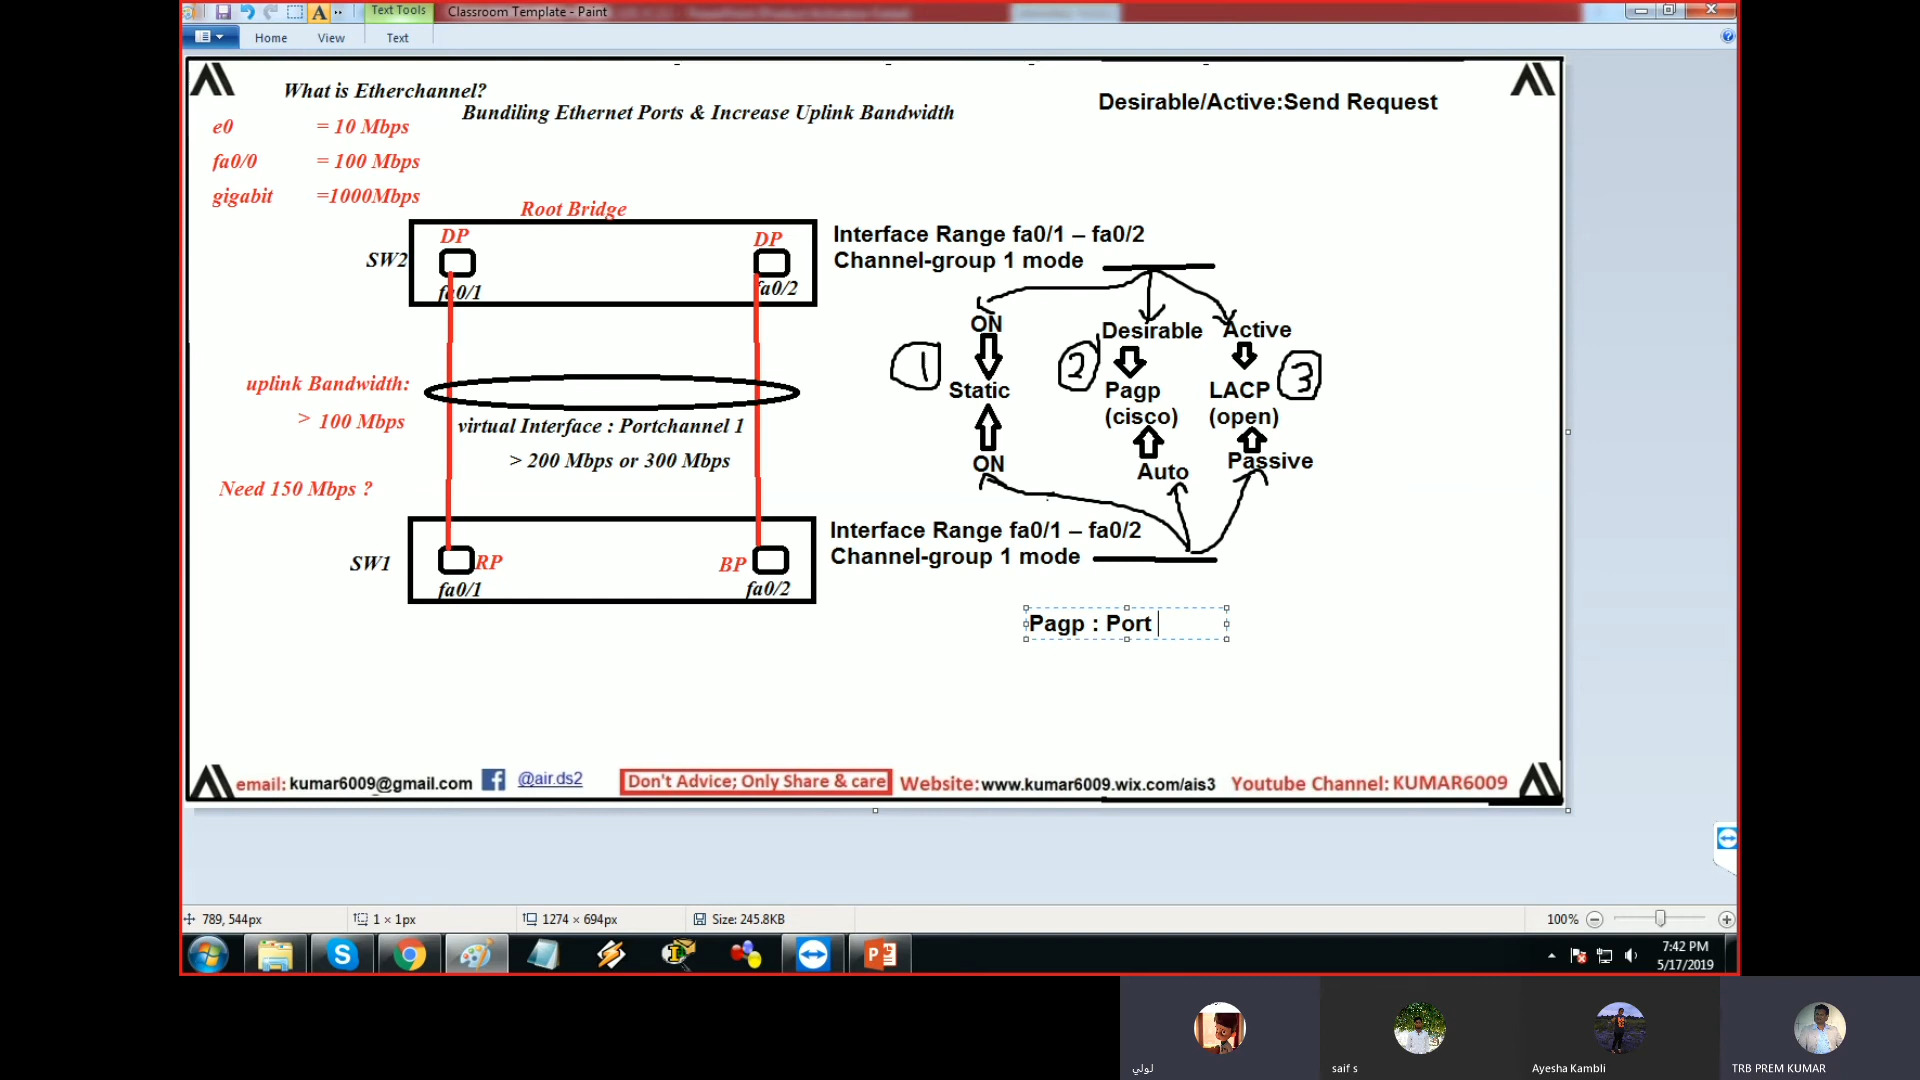 Text Tools
Classroom Template - Paint
Home
View
Text
What is Etherchannel?
Bundiling Ethernet Ports & Increase Uplink Bandwidth
Desirable/Active:Send Request
e0 = 10 Mbps
fa0/0 = 100 Mbps
gigabit =1000Mbps
Root Bridge
DP
DP
SW2
fa0/1
fa0/2
Interface Range fa0/1 – fa0/2
Channel-group 1 mode
ON
Desirable
Active
1
2
3
Static
Pagp
(cisco)
LACP
(open)
ON
Auto
Passive
uplink Bandwidth:
> 100 Mbps
virtual Interface : Portchannel 1
> 200 Mbps or 300 Mbps
Need 150 Mbps ?
Interface Range fa0/1 – fa0/2
Channel-group 1 mode
SW1
RP
BP
fa0/1
fa0/2
Pagp : Port
email: kumar6009@gmail.com
@air.ds2
Don't Advice; Only Share & care
Website: www.kumar6009.wix.com/ais3
Youtube Channel: KUMAR6009
789, 544px
1 × 1px
1274 × 694px
Size: 245.8KB
100%
7:42 PM
5/17/2019
لولي
saif s
Ayesha Kambli
TRB PREM KUMAR